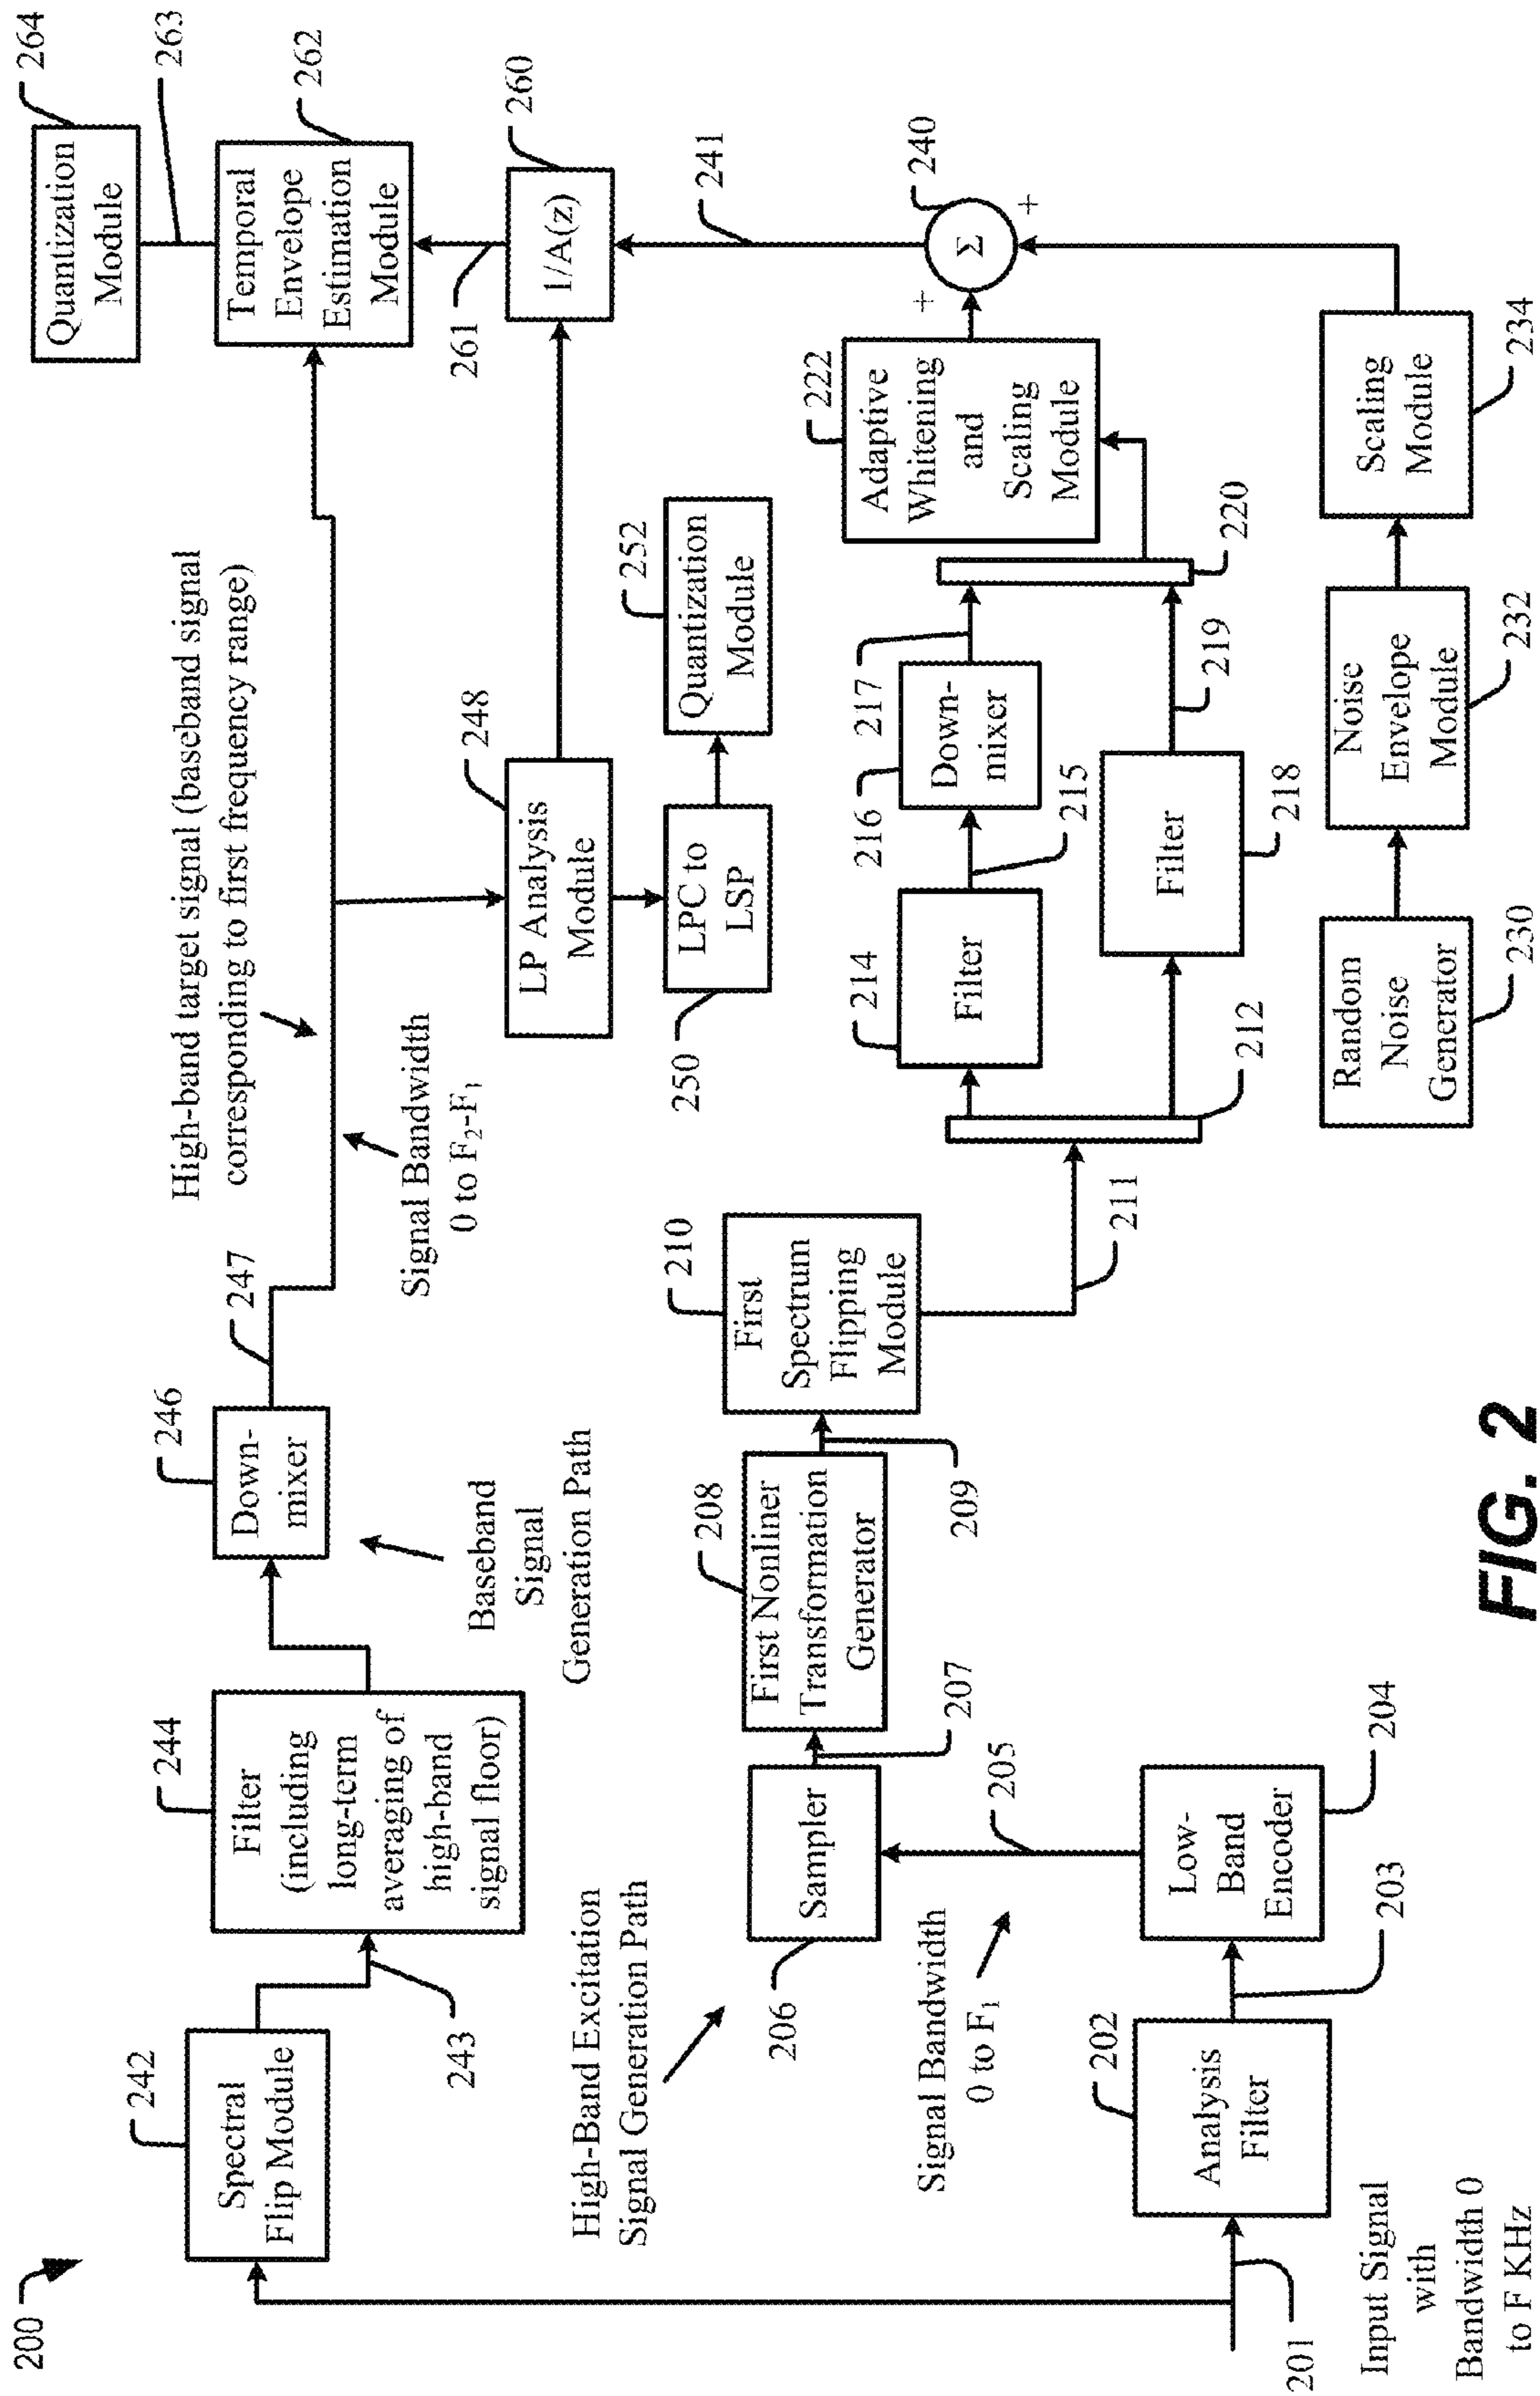 200
264
Quantization
Module
263
262
Temporal
Envelope
Estimation
Module
261
260
1/A(z)
241
240
Σ
+
+
High-band target signal (baseband signal
corresponding to first frequency range)
Signal Bandwidth
0 to F2-F1
247
246
Down-
mixer
Baseband
Signal
Generation Path
244
Filter
(including
long-term
averaging of
high-band
signal floor)
243
242
Spectral
Flip Module
248
LP Analysis
Module
250
LPC to
LSP
252
Quantization
Module
High-Band Excitation
Signal Generation Path
206
Sampler
207
208
First Nonliner
Transformation
Generator
209
210
First
Spectrum
Flipping
Module
211
212
214
Filter
215
216
Down-
mixer
217
218
Filter
219
220
222
Adaptive
Whitening
and
Scaling
Module
Signal Bandwidth
0 to F1
205
204
Low-
Band
Encoder
203
202
Analysis
Filter
201
Input Signal
with
Bandwidth 0
to F KHz
230
Random
Noise
Generator
232
Noise
Envelope
Module
234
Scaling
Module
FIG. 2